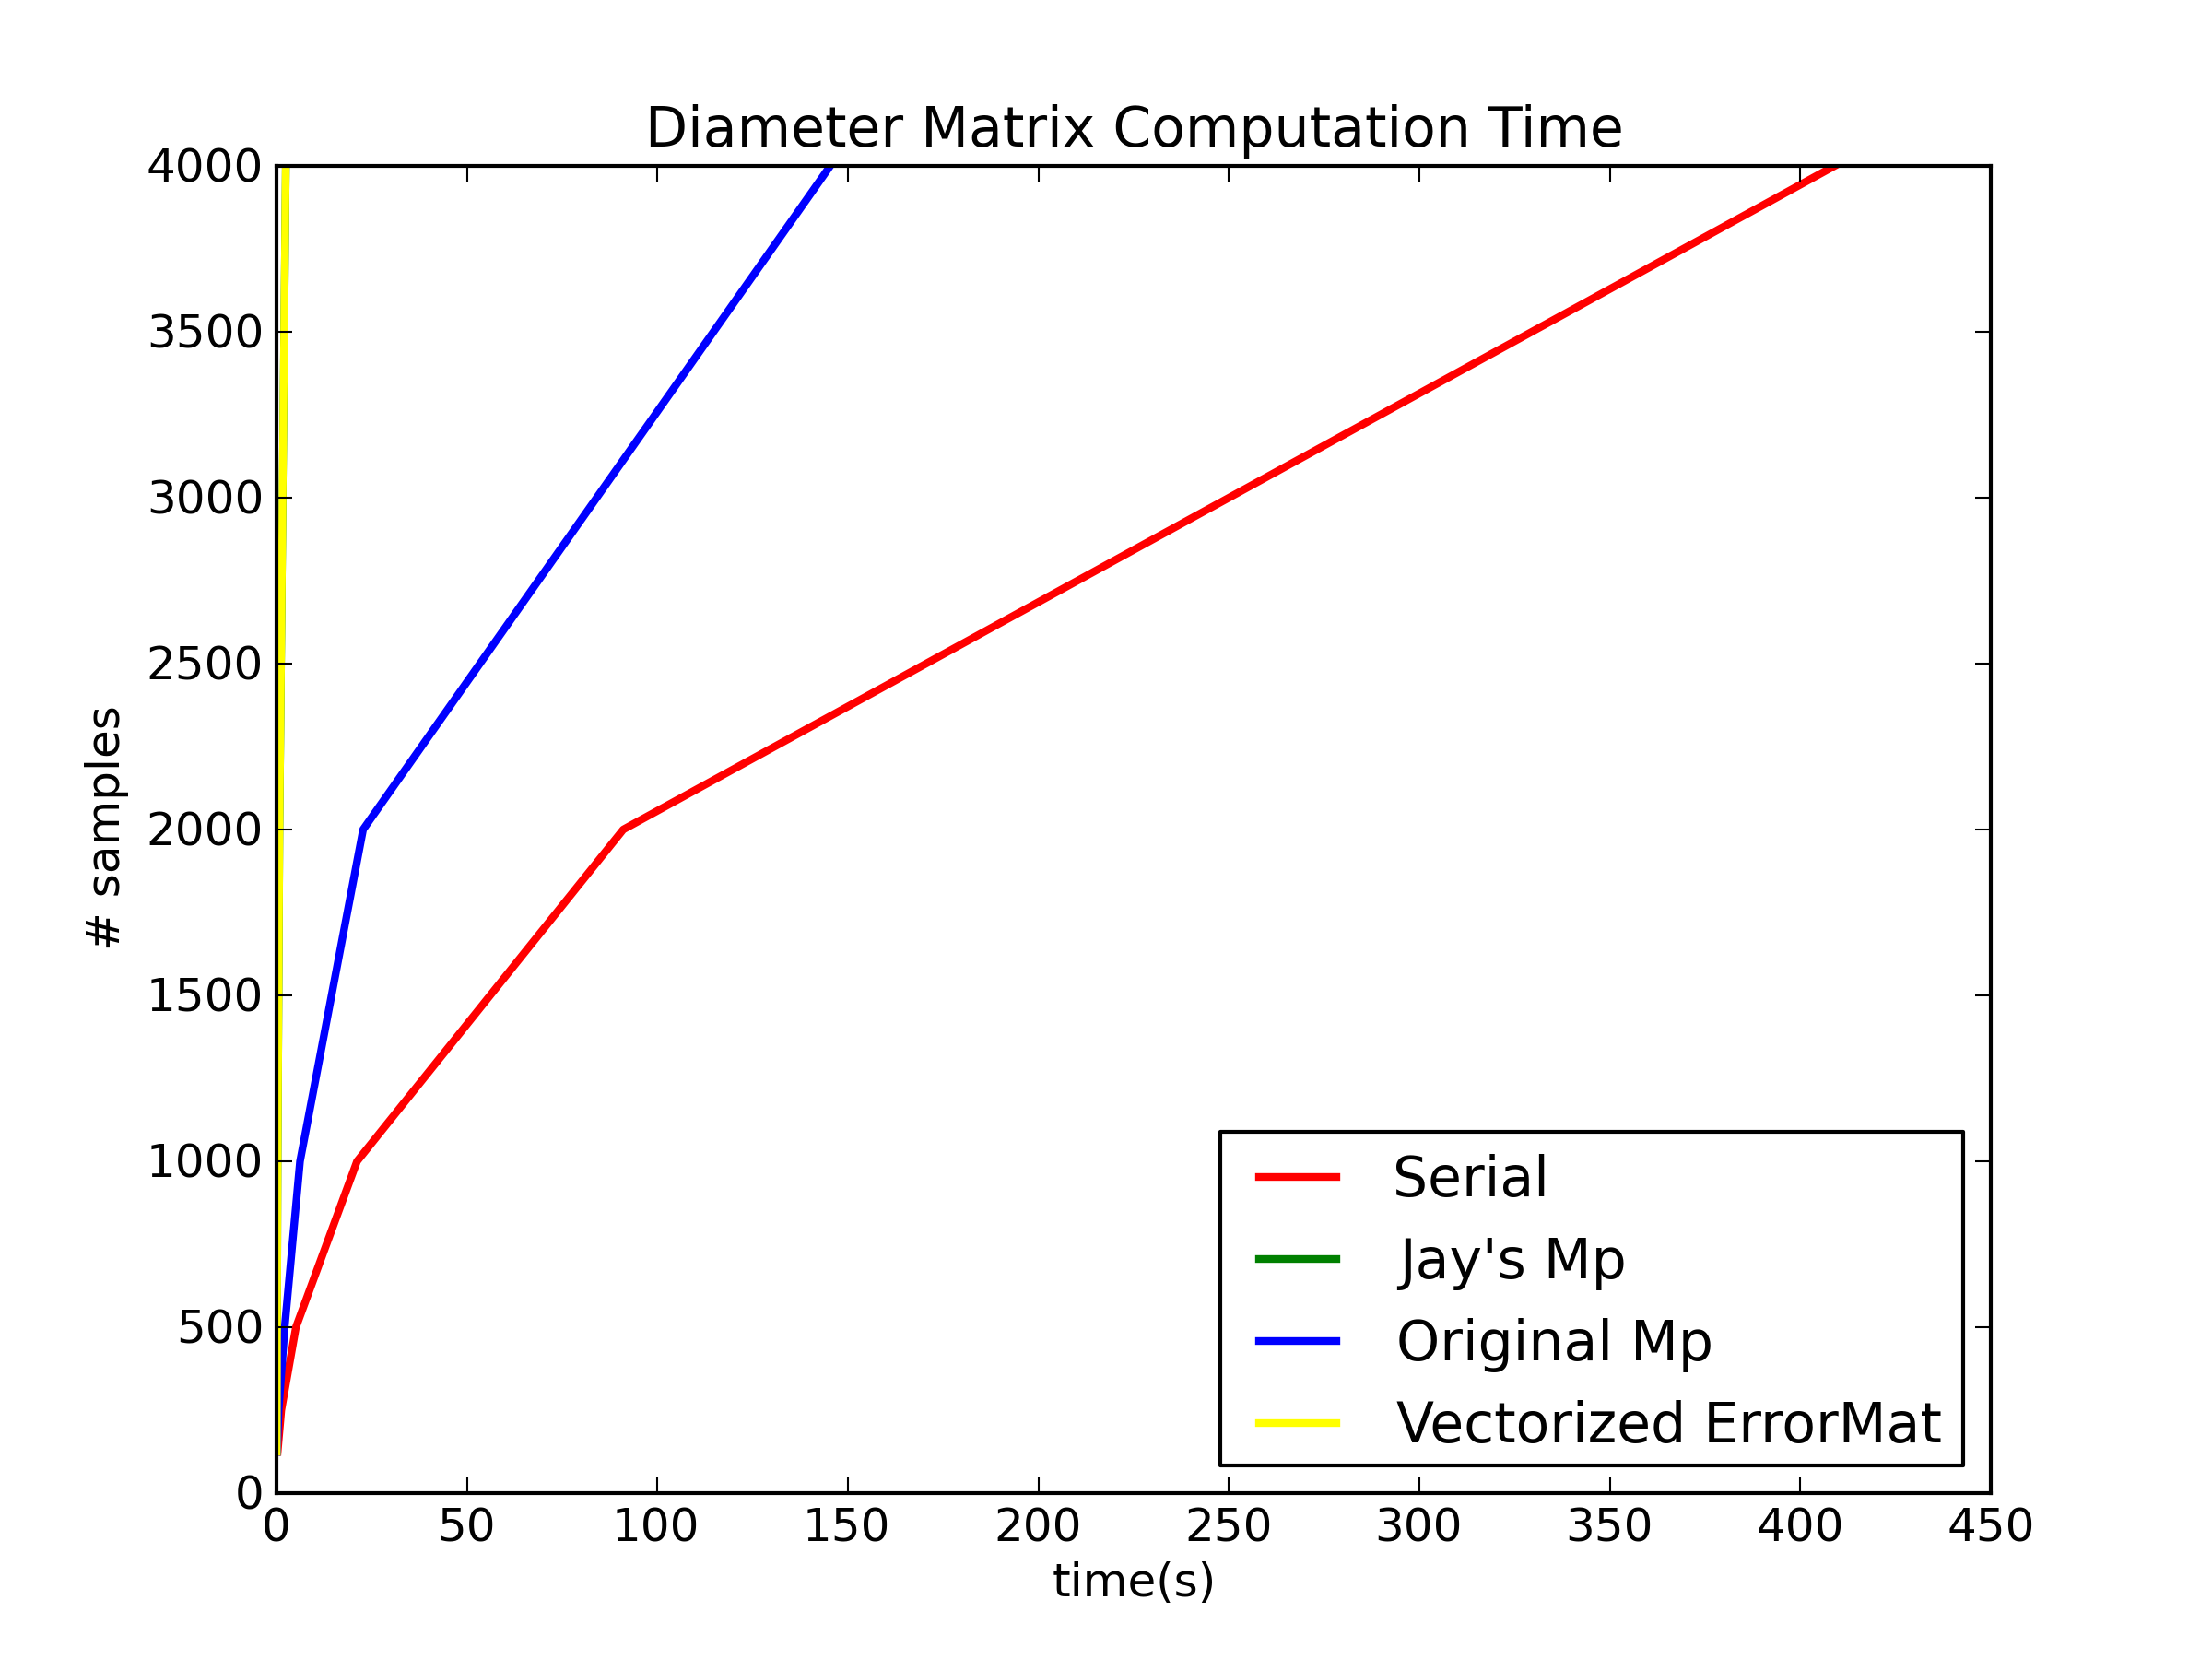 Diameter Matrix Computation Time
4000
3500
3000
2500
2000
1500
1000
500
0
# samples
0 50 100 150 200 250 300 350 400 450
time(s)
Serial
Jay's Mp
Original Mp
Vectorized ErrorMat